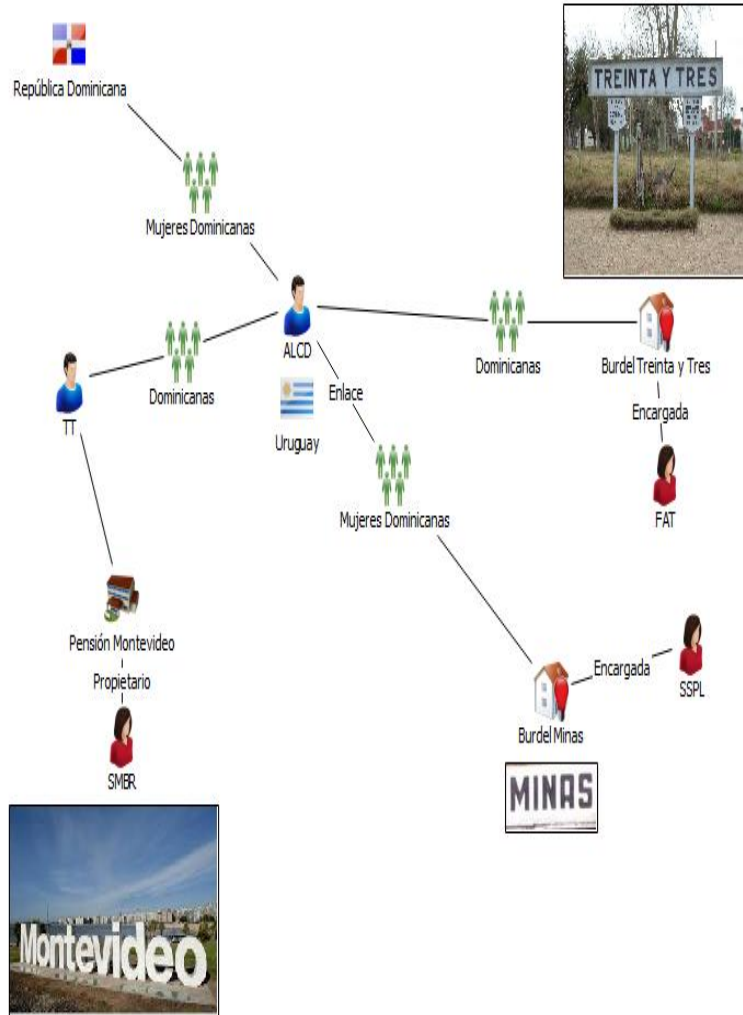 República Dominicana
TREINTA Y TRES
Mujeres Dominicanas
ALCD
Dominicanas
Dominicanas
Burdel Treinta y Tres
TT
Enlace
Uruguay
Encargada
FAT
Mujeres Dominicanas
Pensión Montevideo
Propietario
SMBR
Encargada
SSPL
Burdel Minas
MINAS
Montevideo